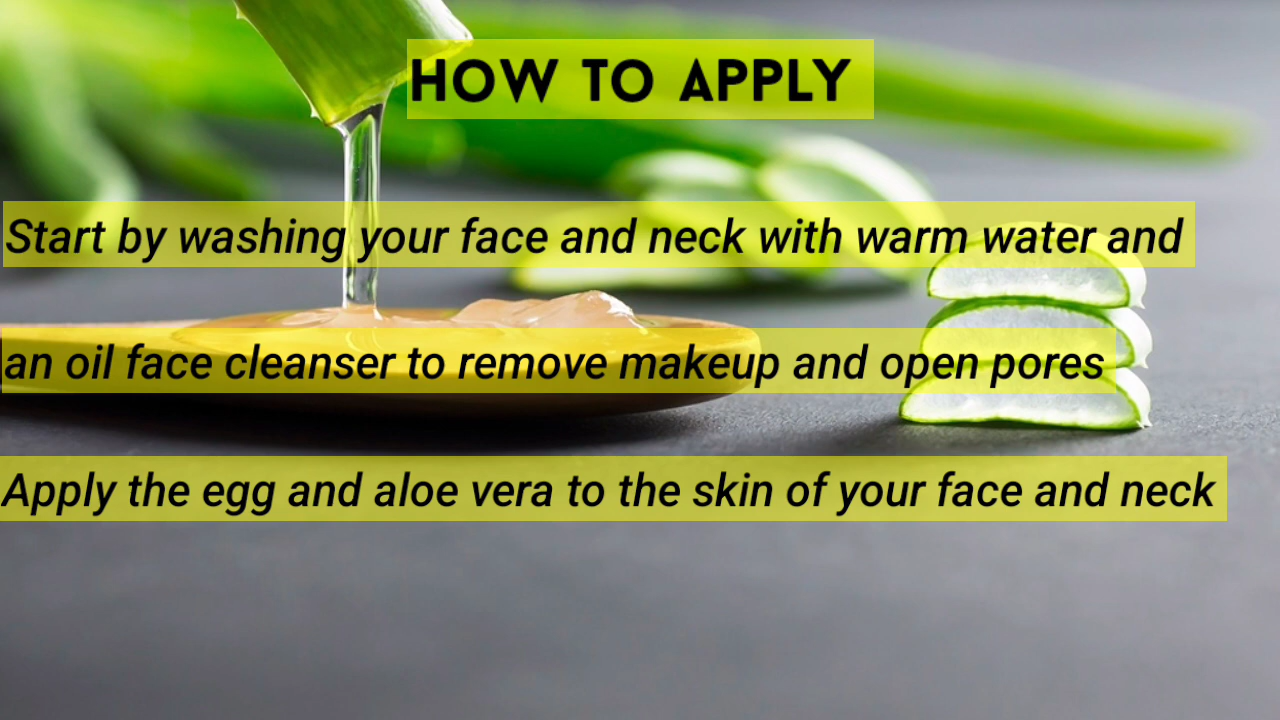 HOW TO APPLY
Start by washing your face and neck with warm water and
an oil face cleanser to remove makeup and open pores
Apply the egg and aloe vera to the skin of your face and neck